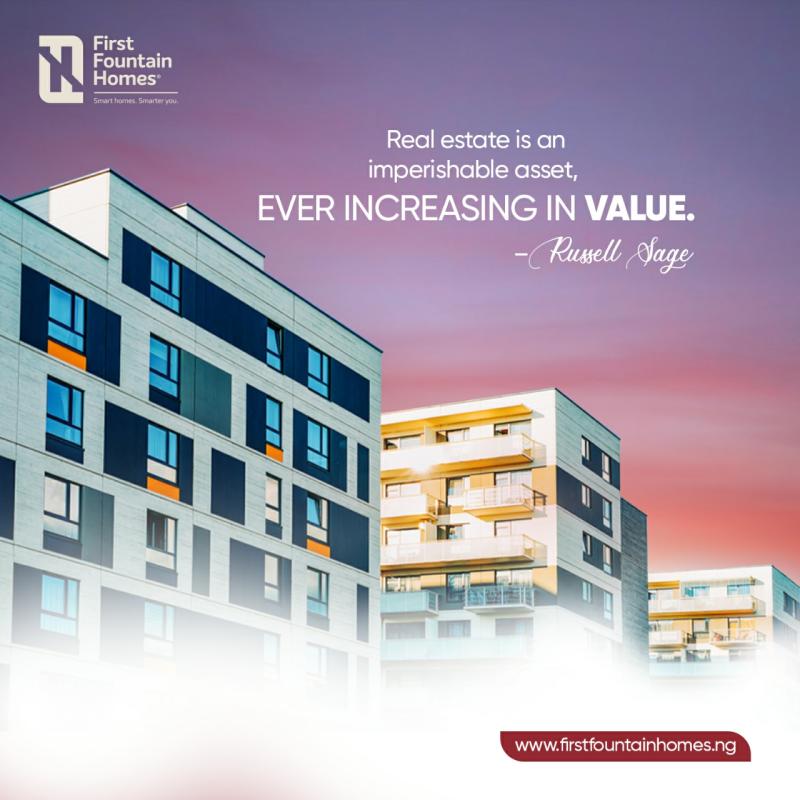 First
Fountain
Homes®
Smart homes. Smarter you.
Real estate is an
imperishable asset,
EVER INCREASING IN VALUE.
– Russell Sage
www.firstfountainhomes.ng